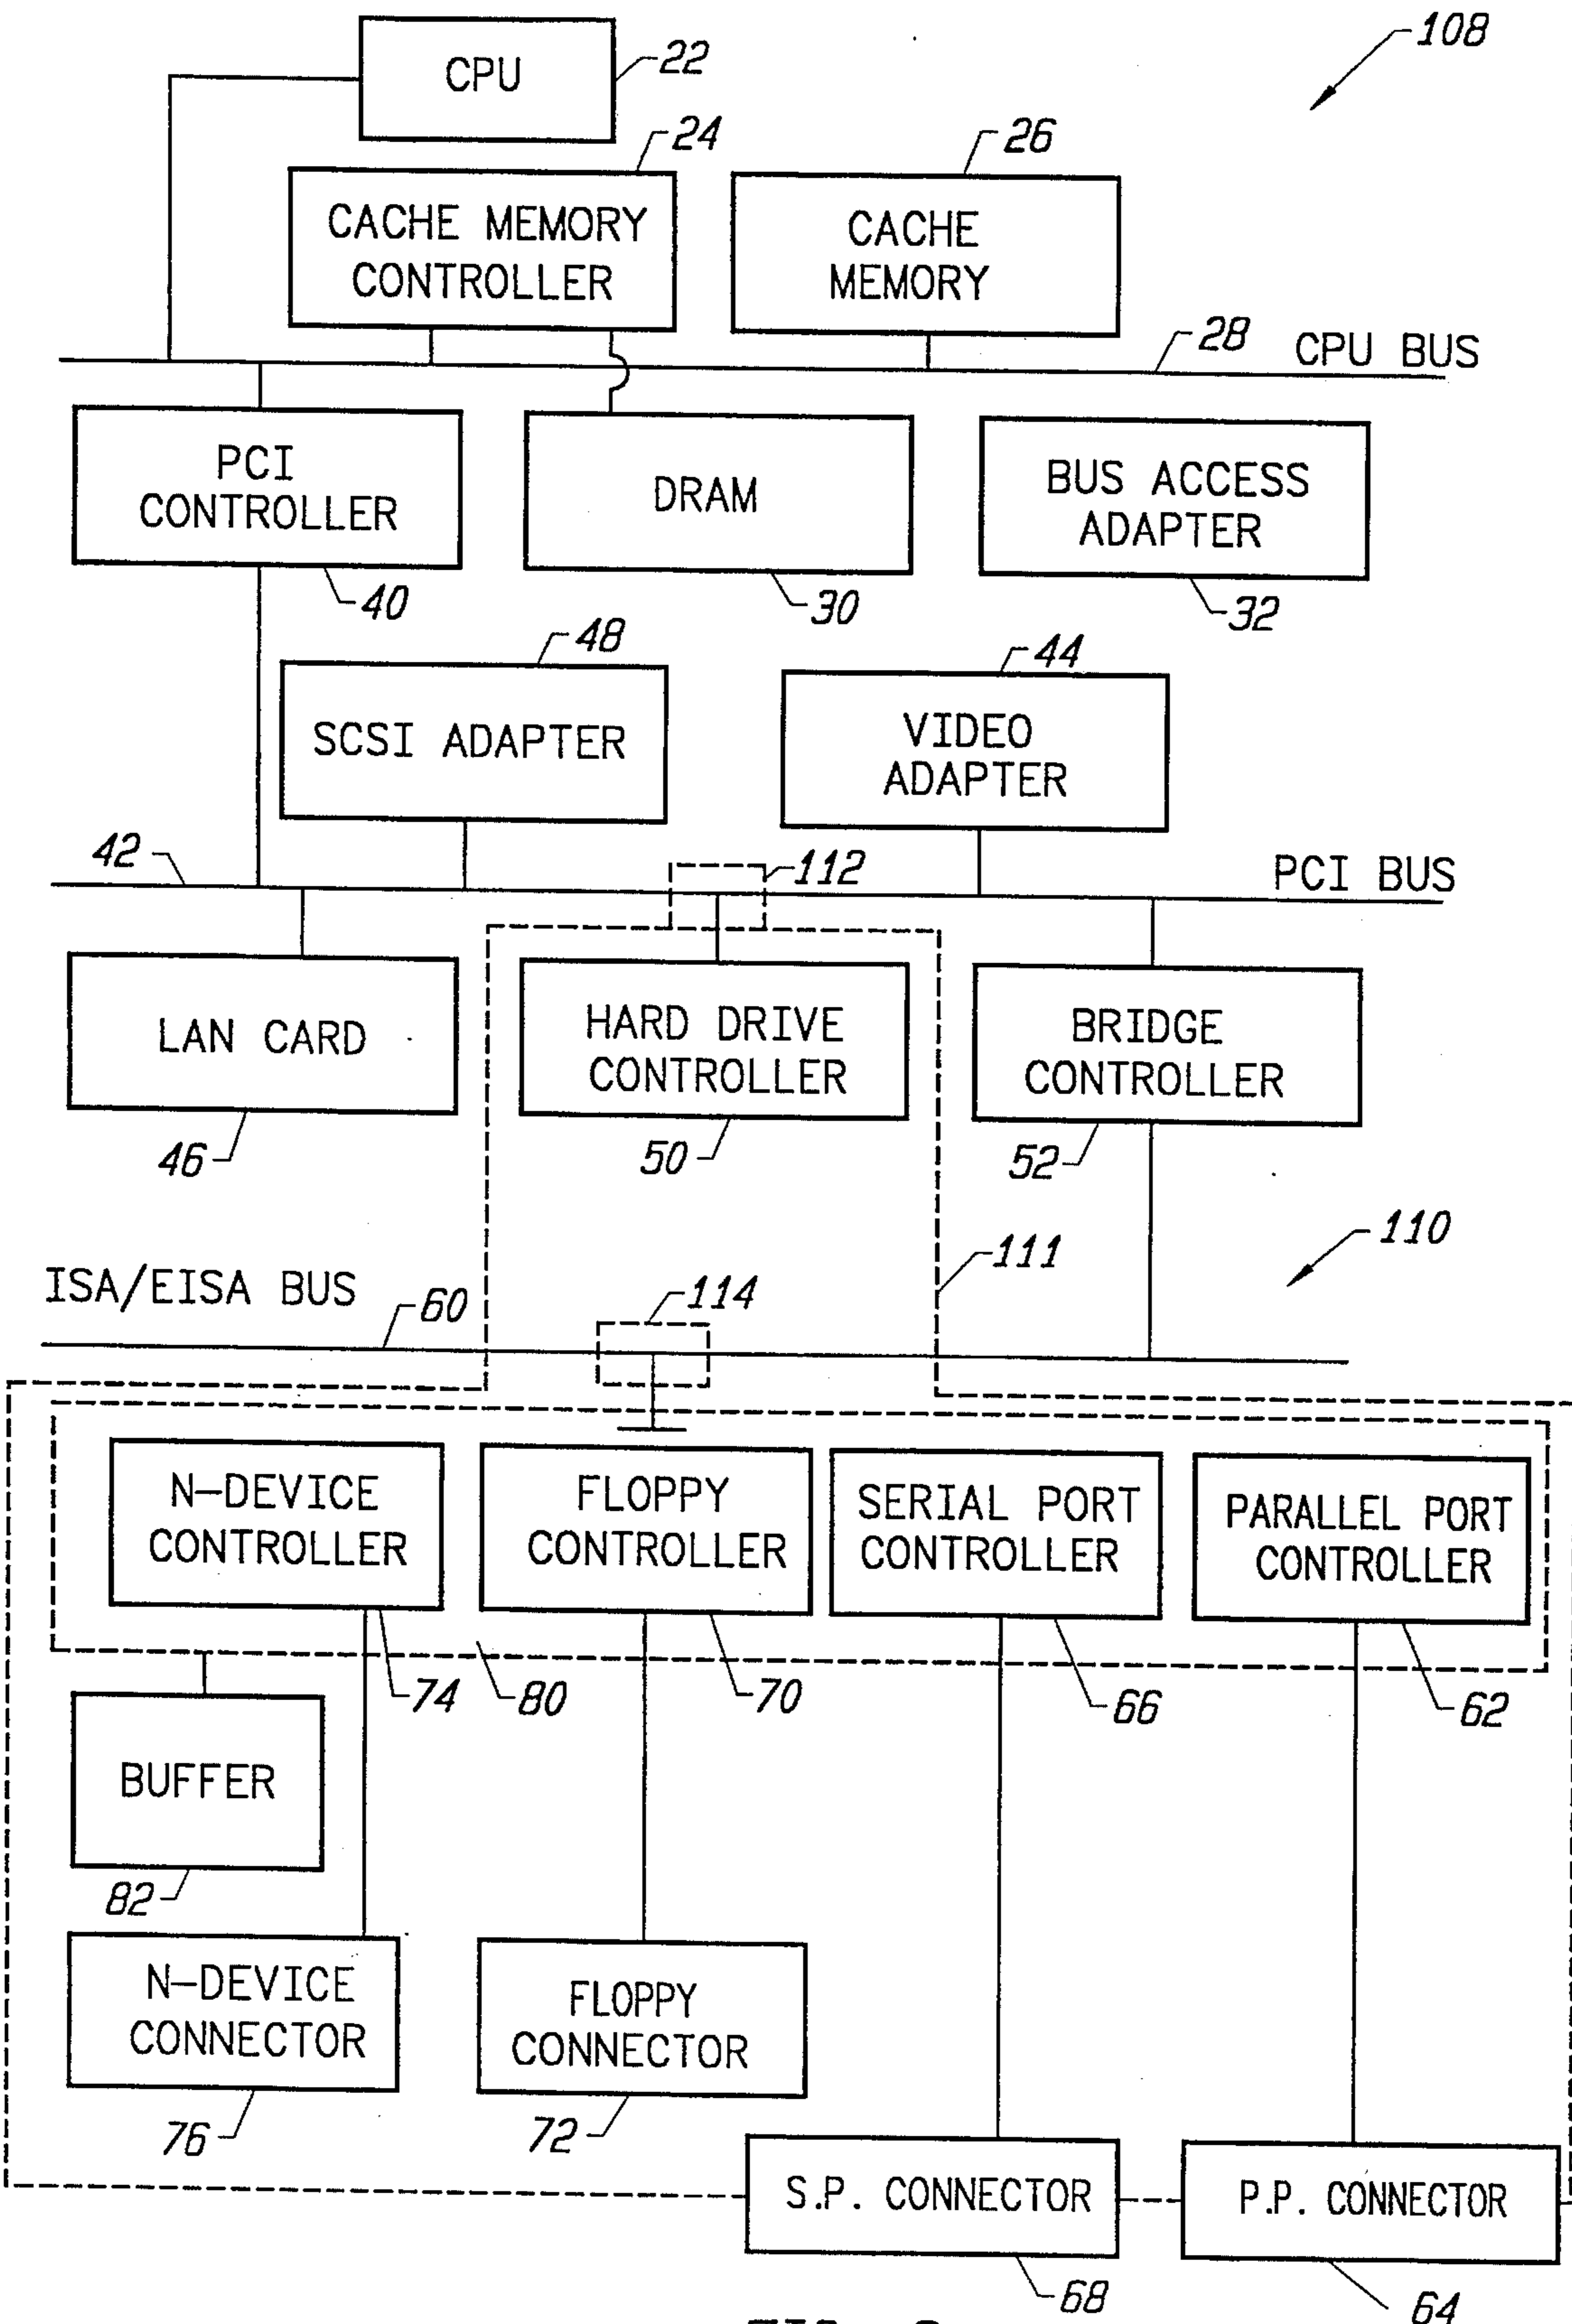 108
CPU
22
24
26
CACHE MEMORY
CONTROLLER
CACHE
MEMORY
28
CPU BUS
PCI
CONTROLLER
DRAM
BUS ACCESS
ADAPTER
40
30
32
48
44
SCSI ADAPTER
VIDEO
ADAPTER
42
112
PCI BUS
LAN CARD
HARD DRIVE
CONTROLLER
BRIDGE
CONTROLLER
46
50
52
110
111
ISA/EISA BUS
60
114
N-DEVICE
CONTROLLER
FLOPPY
CONTROLLER
SERIAL PORT
CONTROLLER
PARALLEL PORT
CONTROLLER
74
80
70
66
62
BUFFER
82
N-DEVICE
CONNECTOR
FLOPPY
CONNECTOR
76
72
S.P. CONNECTOR
P.P. CONNECTOR
68
64